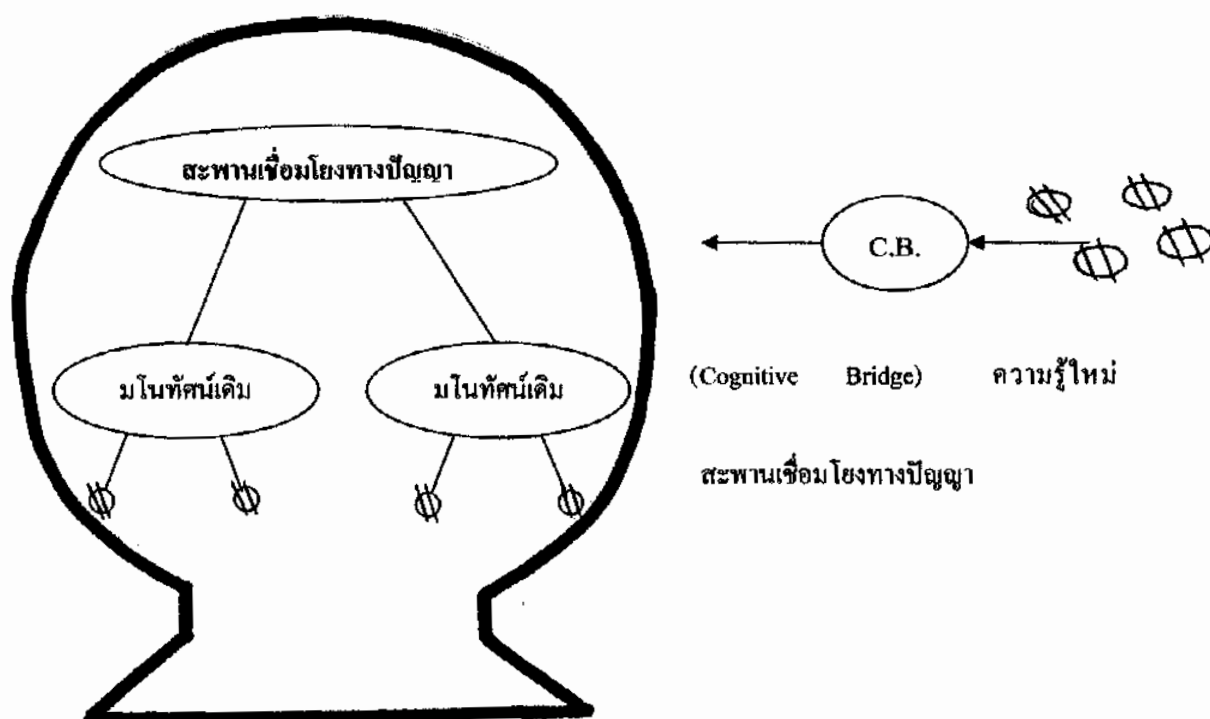 สะพานเชื่อมโยงทางปัญญา
C.B.
มโนทัศน์เดิม
มโนทัศน์เดิม
(Cognitive Bridge) ความรู้ใหม่
สะพานเชื่อมโยงทางปัญญา